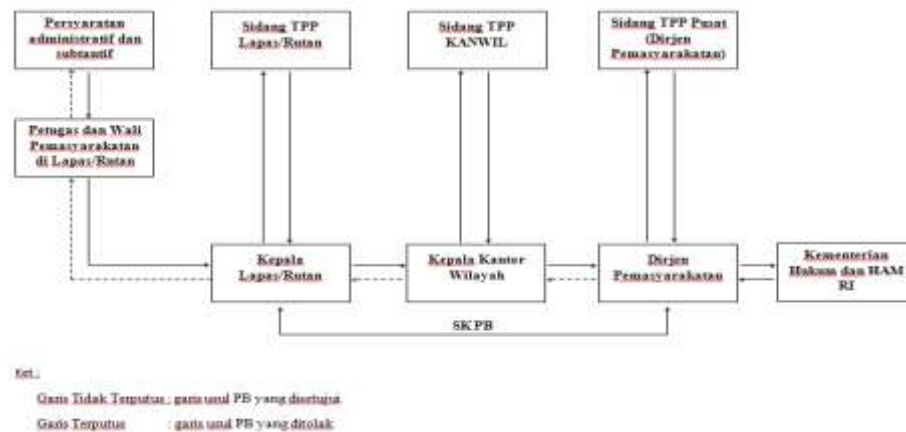 Persyaratan
administratif dan
substantif
Sidang TPP
Lapas/Rutan
Sidang TPP
KANWIL
Sidang TPP Pusat
(Dirjen
Pemasyarakatan)
Petugas dan Wali
Pemasyarakatan
di Lapas/Rutan
Kepala
Lapas/Rutan
Kepala Kantor
Wilayah
Dirjen
Pemasyarakatan
Kementerian
Hukum dan HAM
RI
SK PB
Ket :
Garis Tidak Terputus : garis usul PB yang disetujui
Garis Terputus : garis usul PB yang ditolak